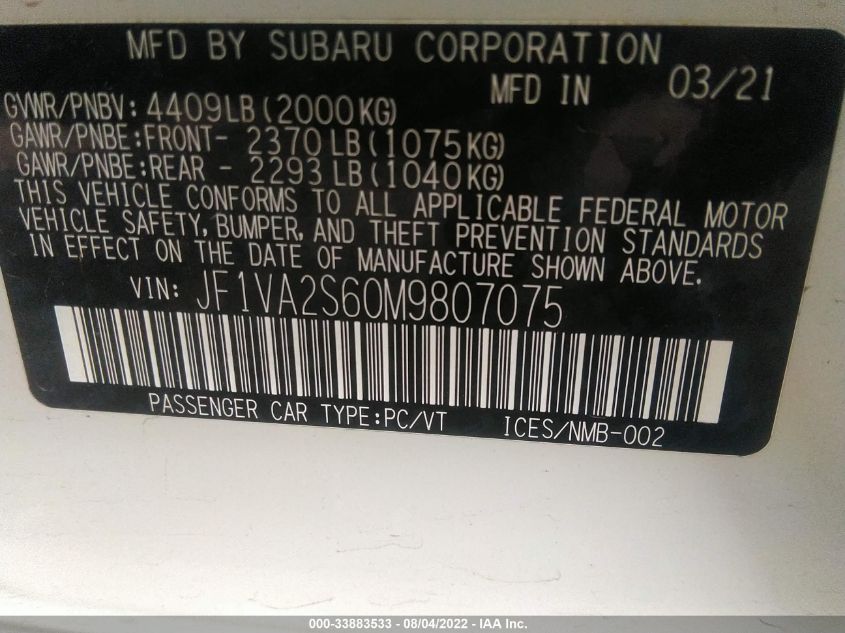 MFD BY SUBARU CORPORATION
MFD IN 03/21
GVWR/PNBV: 4409LB(2000KG)
GAWR/PNBE:FRONT- 2370 LB(1075KG)
GAWR/PNBE:REAR - 2293 LB(1040KG)
THIS VEHICLE CONFORMS TO ALL APPLICABLE FEDERAL MOTOR
VEHICLE SAFETY, BUMPER, AND THEFT PREVENTION STANDARDS
IN EFFECT ON THE DATE OF MANUFACTURE SHOWN ABOVE.
VIN: JF1VA2S60M9807075
PASSENGER CAR TYPE:PC/VT ICES/NMB-002
000-33883533 - 08/04/2022 - IAA Inc.